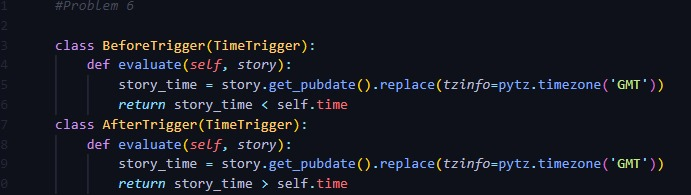 #Problem 6
class BeforeTrigger(TimeTrigger):
def evaluate(self, story):
story_time = story.get_pubdate().replace(tzinfo=pytz.timezone('GMT'))
return story_time < self.time
class AfterTrigger(TimeTrigger):
def evaluate(self, story):
story_time = story.get_pubdate().replace(tzinfo=pytz.timezone('GMT'))
return story_time > self.time